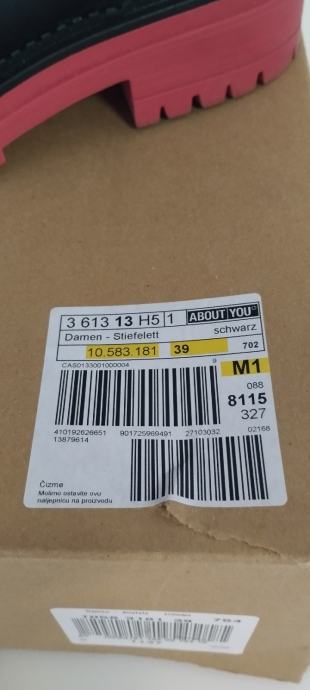 3 613 13 H5 1 ABOUT YOU°
Damen - Stiefelett schwarz
10.583.181 39 702
CAS0133001000004 9 M1
088
8115
327
410192626651 901725969491 27103032 02168
13879614
Čizme
Molimo ostavite ovu
naljepnicu na proizvodu